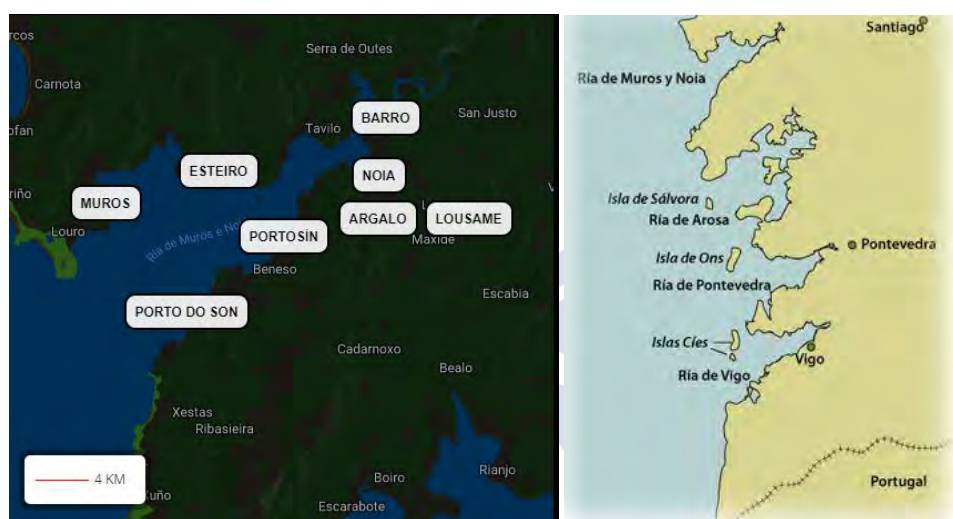 rcos
Serra de Outes
Carnota
BARRO
San Justo
ofan
Tavilo
ESTEIRO
NOIA
riño
MUROS
ARGALO
LOUSAME
Louro
Ría de Muros e No
PORTOSÍN
Maxide
Beneso
Escabia
PORTO DO SON
Cadarnoxo
Bealo
Xestas
Ribasieira
4 KM
Boiro
Rianjo
Cuño
Escarabote
Santiago
Ría de Muros y Noia
Isla de Sálvora
Ría de Arosa
Pontevedra
Isla de Ons
Ría de Pontevedra
Islas Cíes
Vigo
Ría de Vigo
Portugal